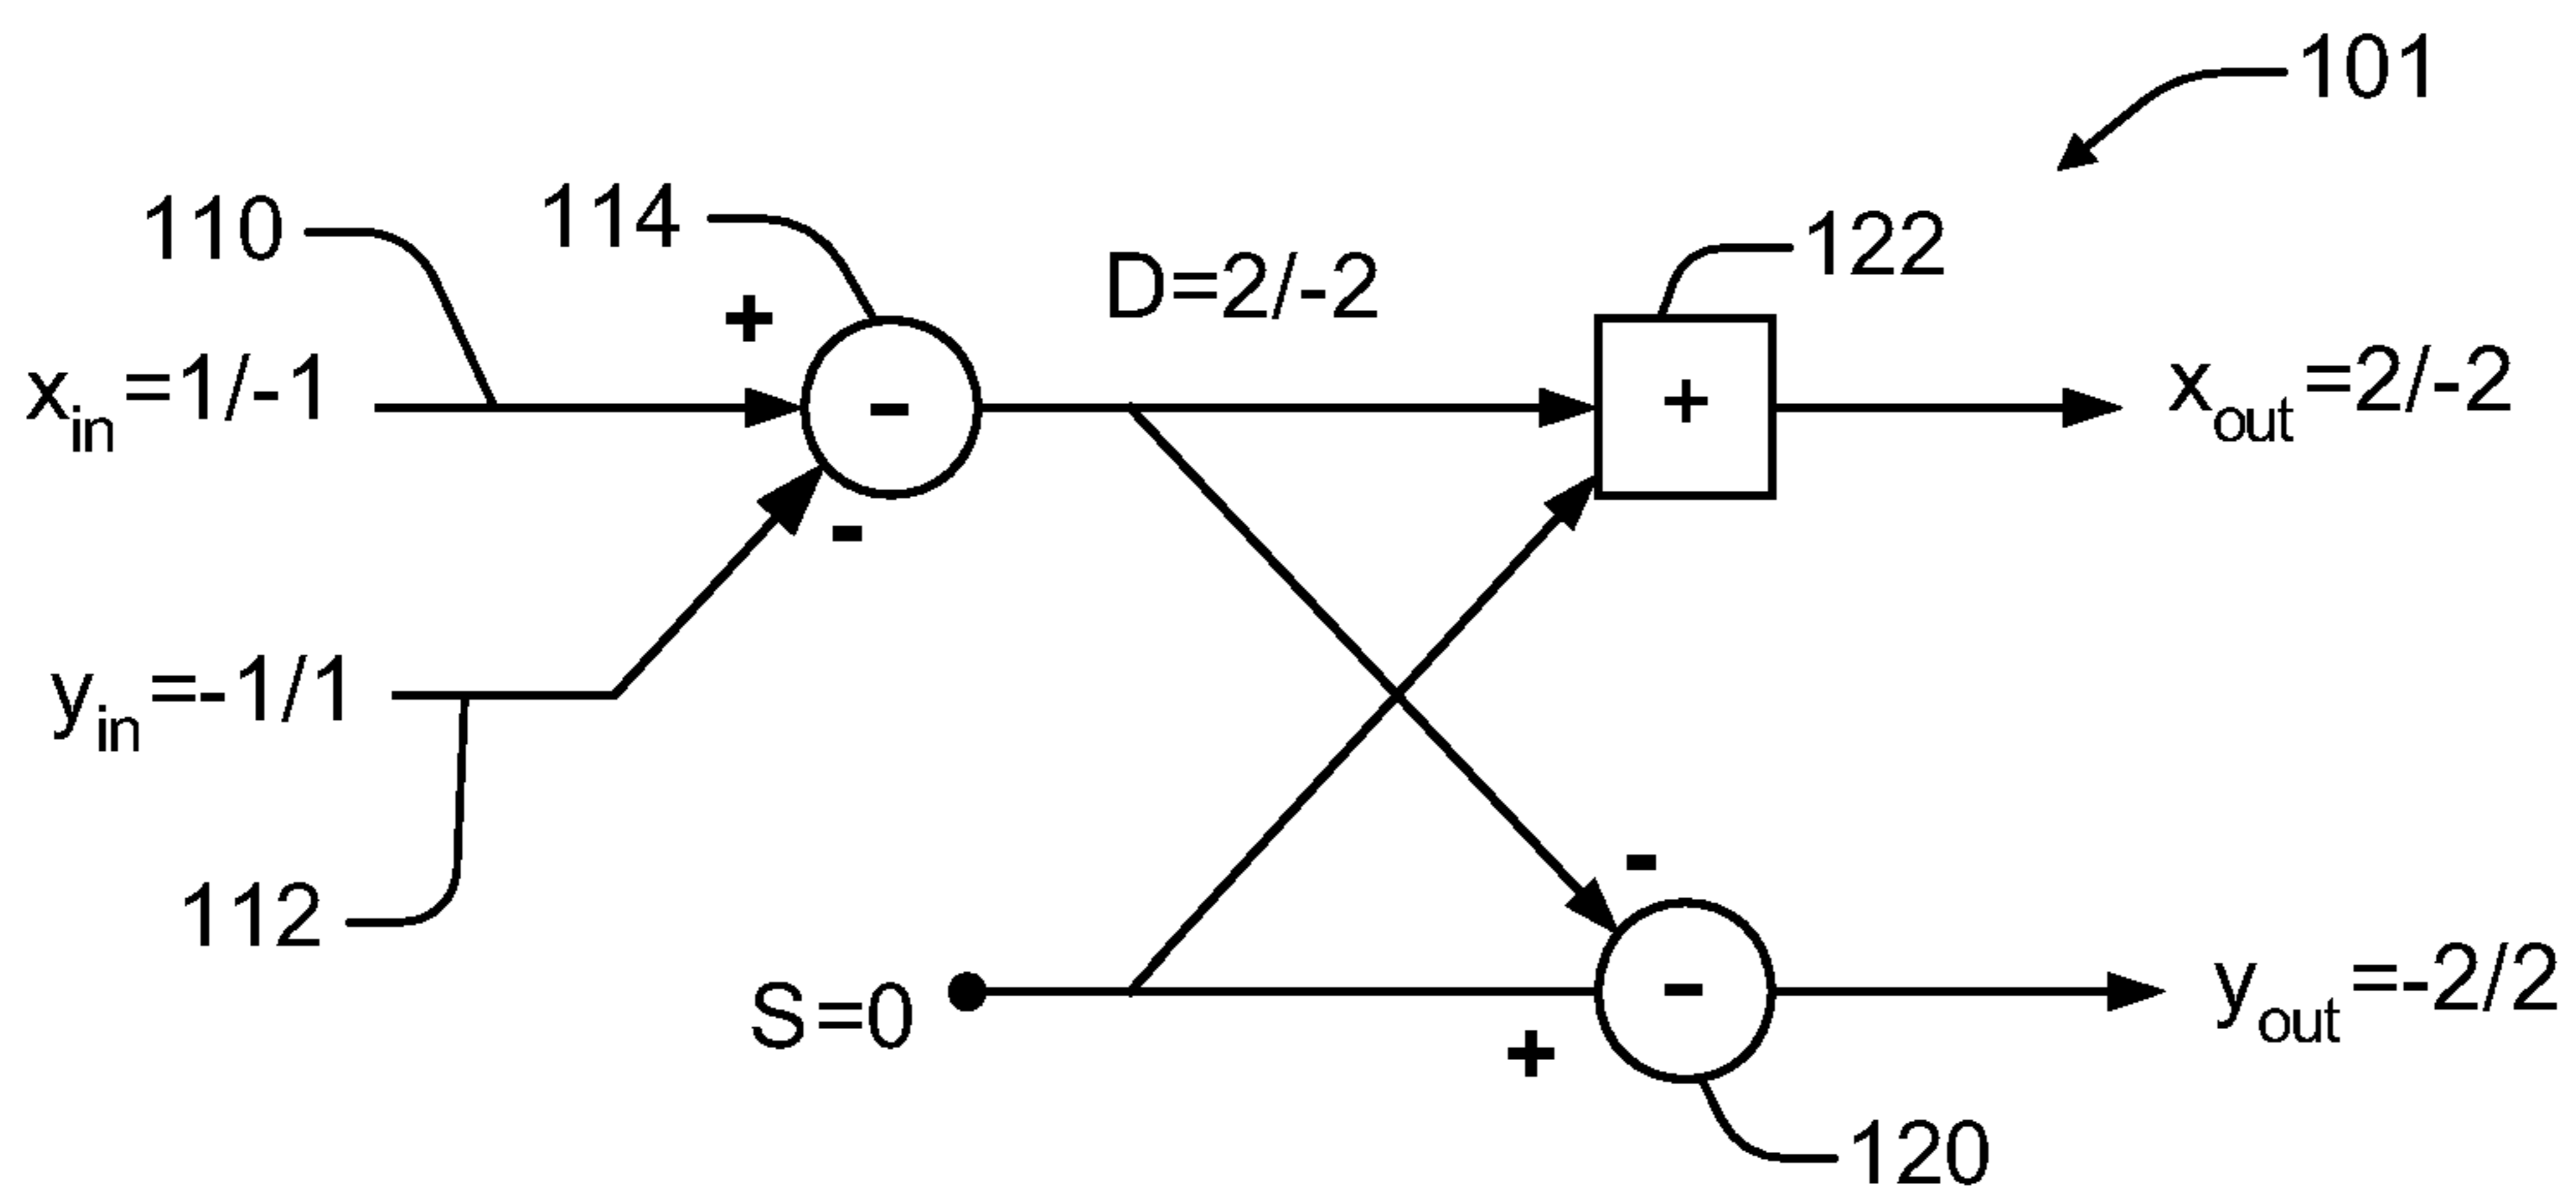 101
110
114
122
+
D=2/-2
x_in=1/-1
-
+
x_out=2/-2
-
y_in=-1/1
-
112
S=0
-
y_out=-2/2
+
120